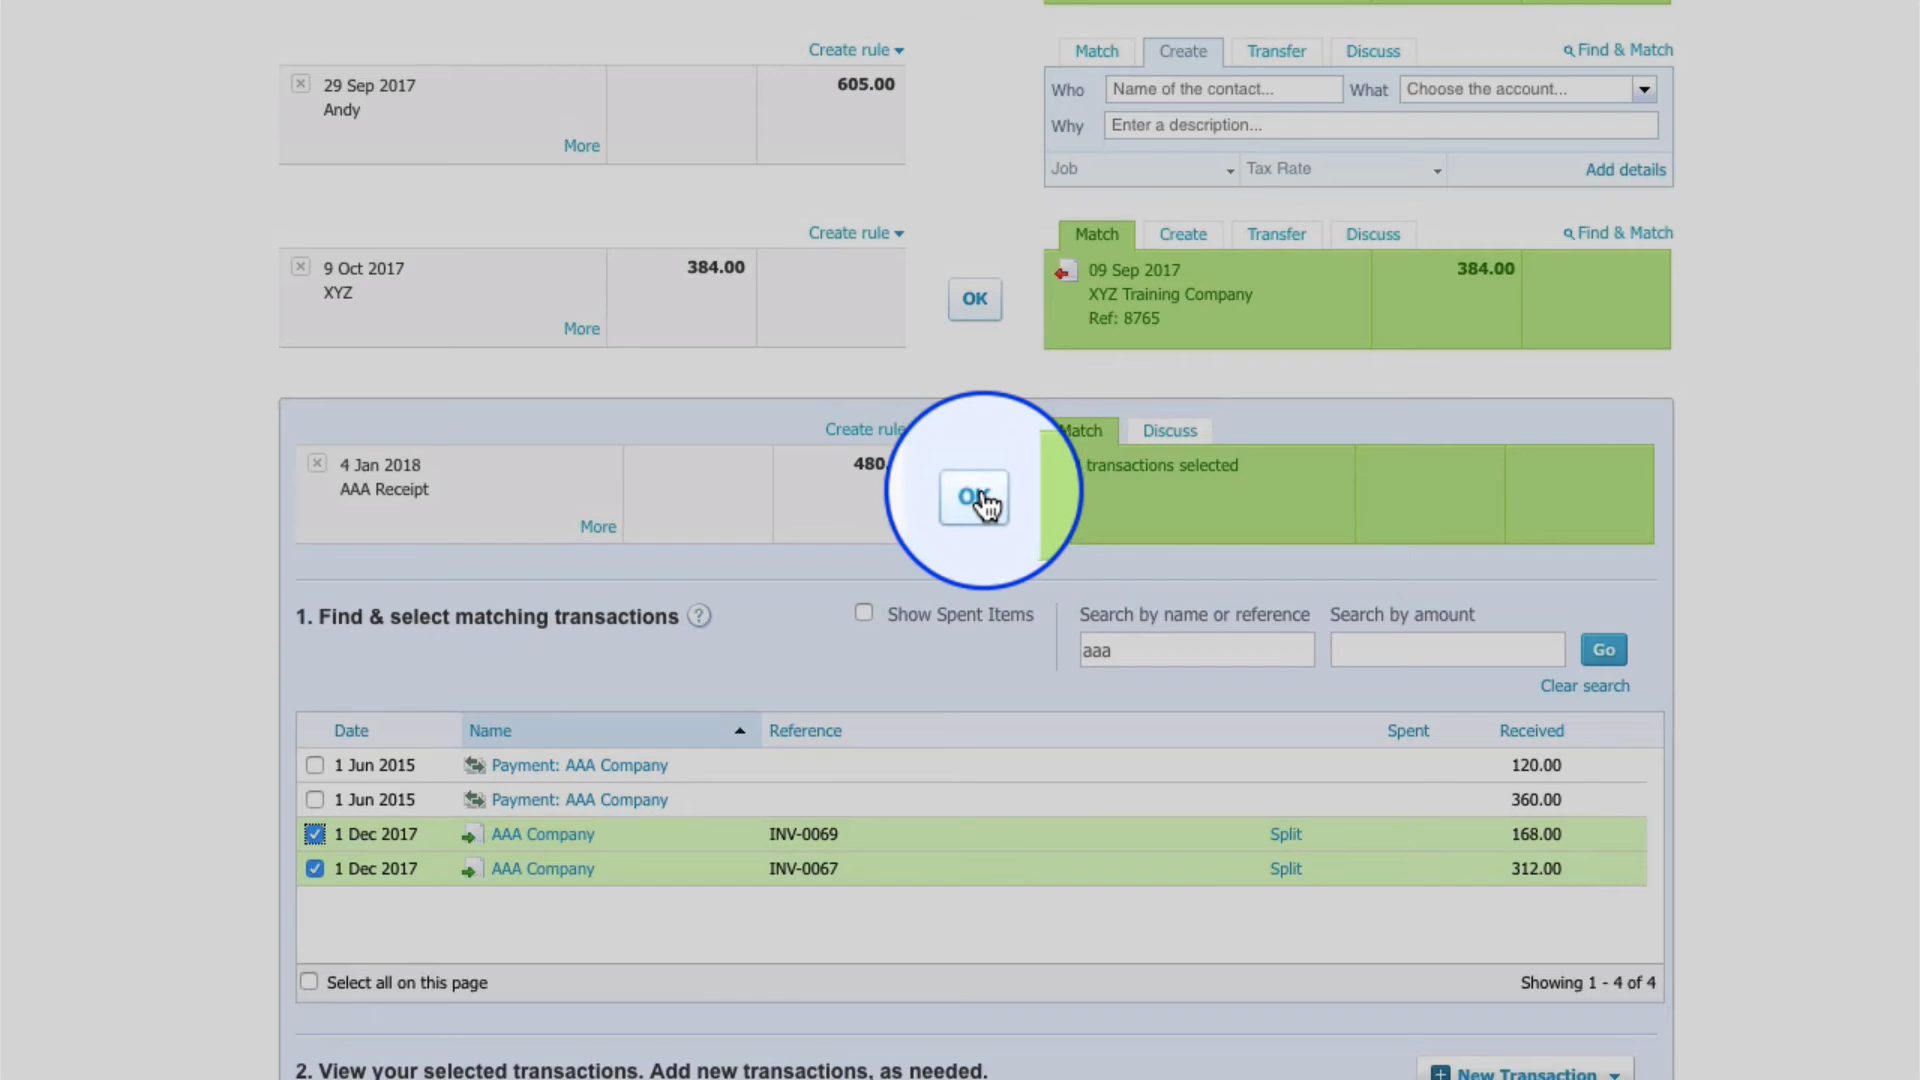 Create rule
Match Create Transfer Discuss Find & Match
29 Sep 2017 605.00
Andy
More
Who Name of the contact... What Choose the account...
Why Enter a description...
Job Tax Rate Add details
Create rule
Match Create Transfer Discuss Find & Match
9 Oct 2017 384.00
XYZ
More
OK
09 Sep 2017 384.00
XYZ Training Company
Ref: 8765
Create rule
Match Discuss
4 Jan 2018 480.
AAA Receipt
More
OK
transactions selected
1. Find & select matching transactions ?
Show Spent Items
Search by name or reference Search by amount
aaa Go
Clear search
Date Name Reference Spent Received
1 Jun 2015 Payment: AAA Company 120.00
1 Jun 2015 Payment: AAA Company 360.00
1 Dec 2017 AAA Company INV-0069 Split 168.00
1 Dec 2017 AAA Company INV-0067 Split 312.00
Select all on this page Showing 1 - 4 of 4
2. View your selected transactions. Add new transactions, as needed.
New Transaction